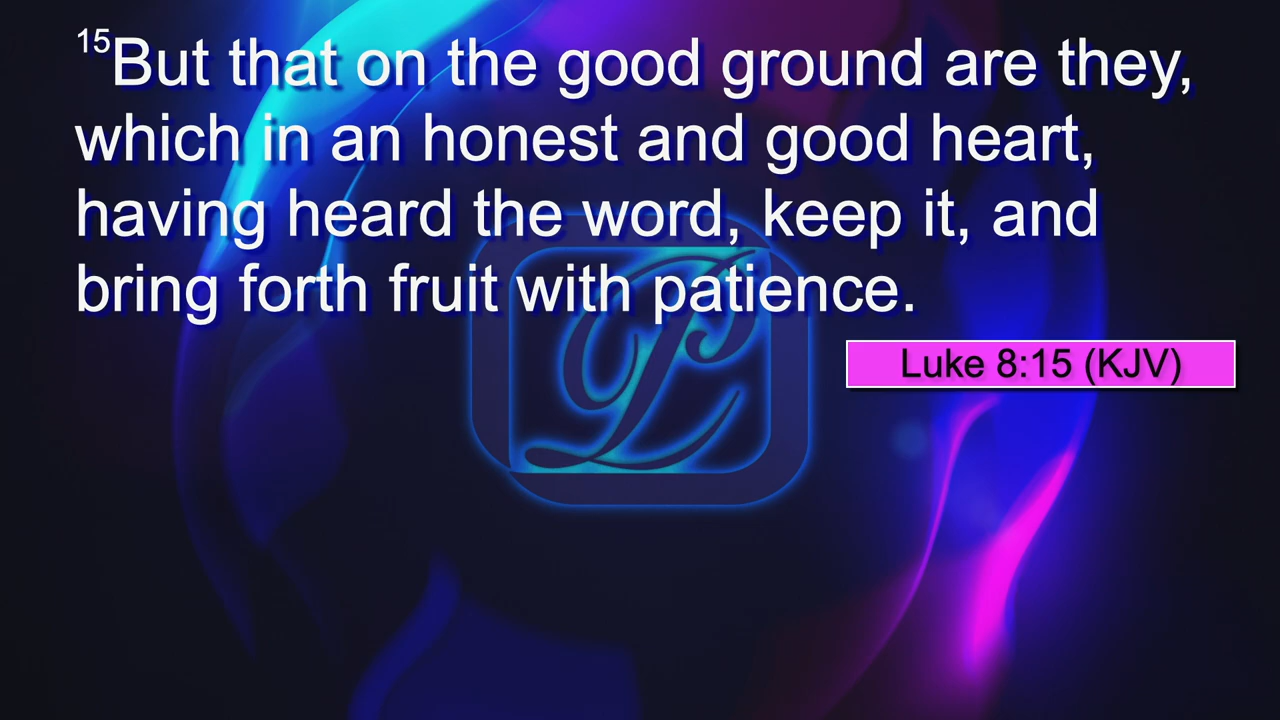 15But that on the good ground are they,
which in an honest and good heart,
having heard the word, keep it, and
bring forth fruit with patience.
Luke 8:15 (KJV)